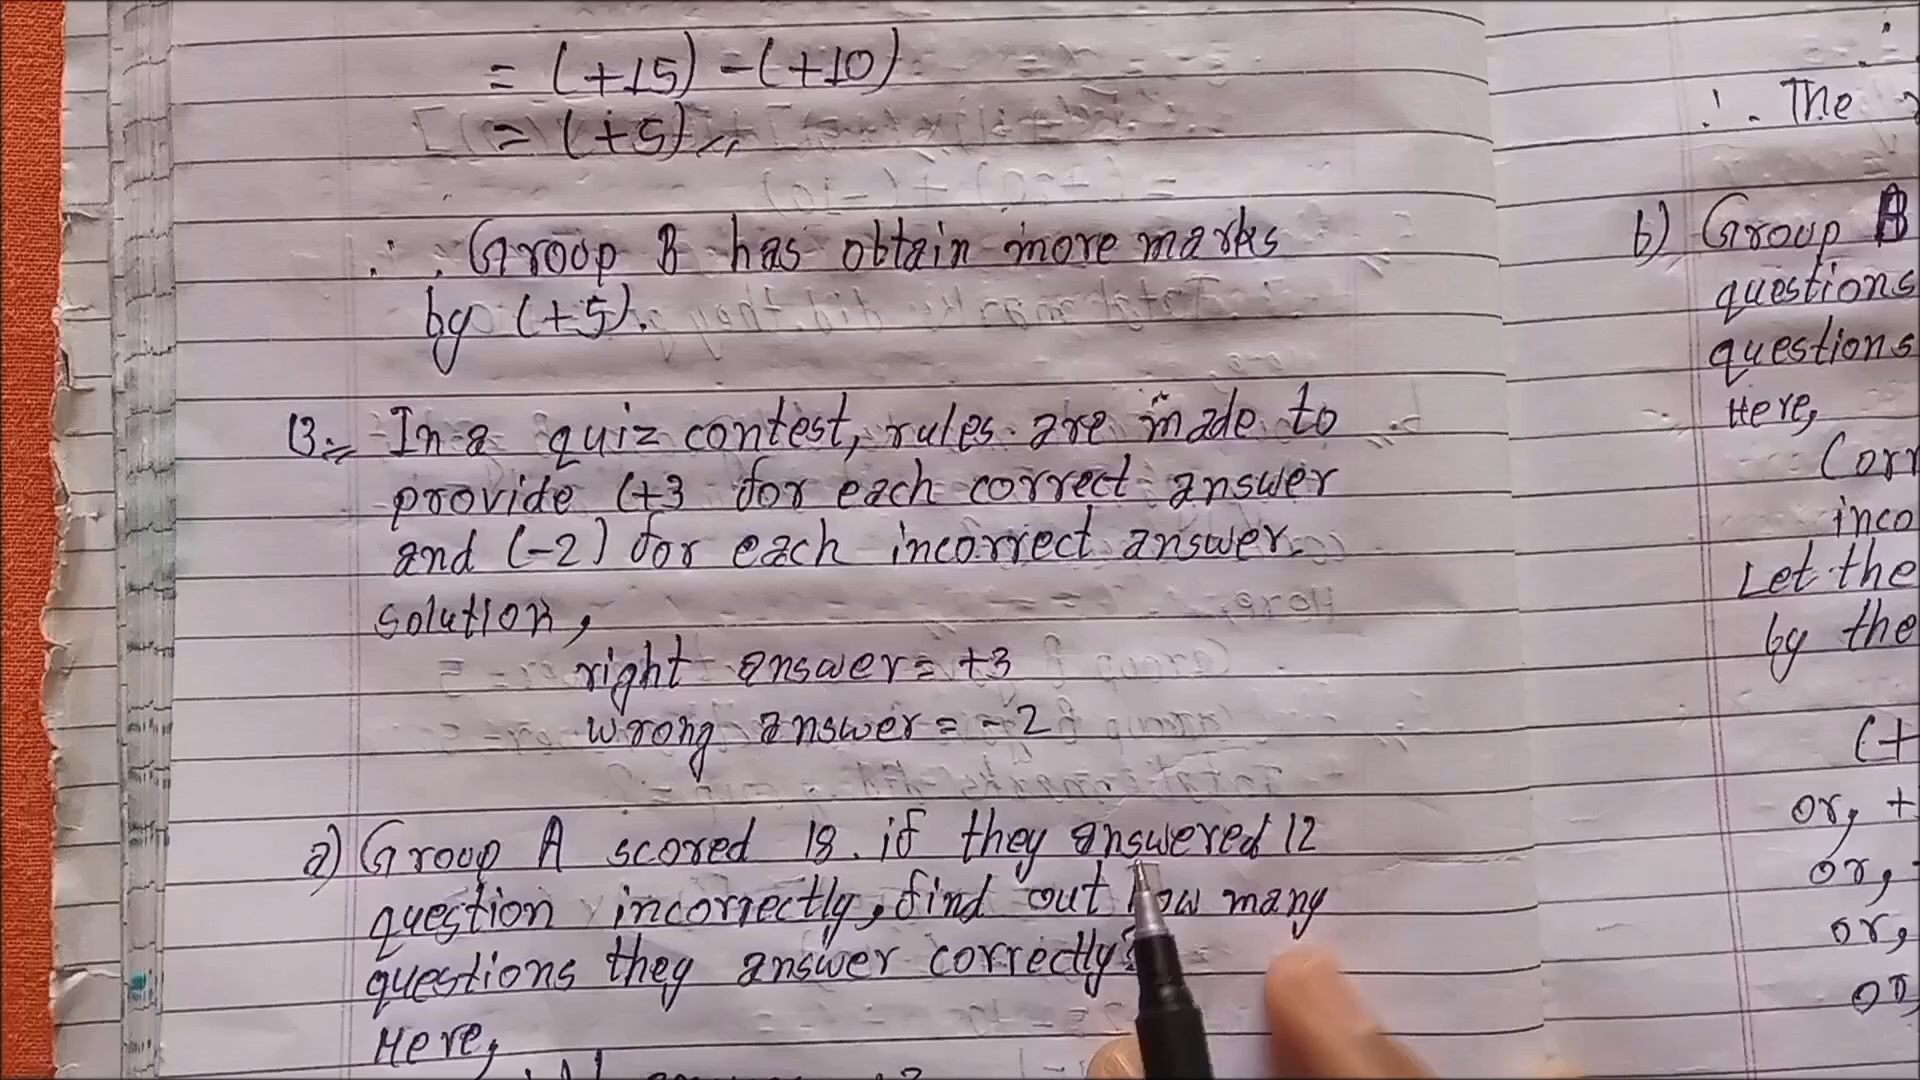 = (+15) - (+10)
= (+5)
∴ Group B has obtain more marks
by (+5).
13. In a quiz contest, rules are made to
provide (+3 for each correct answer
and (-2) for each incorrect answer.
solution,
right answer = +3
wrong answer = -2
a) Group A scored 18. if they answered 12
question incorrectly, find out how many
questions they answer correctly?
Here,
∴ The
b) Group B
questions
questions
Here,
Corr
inco
Let the
by the
(+
or, +
or,
or,
or